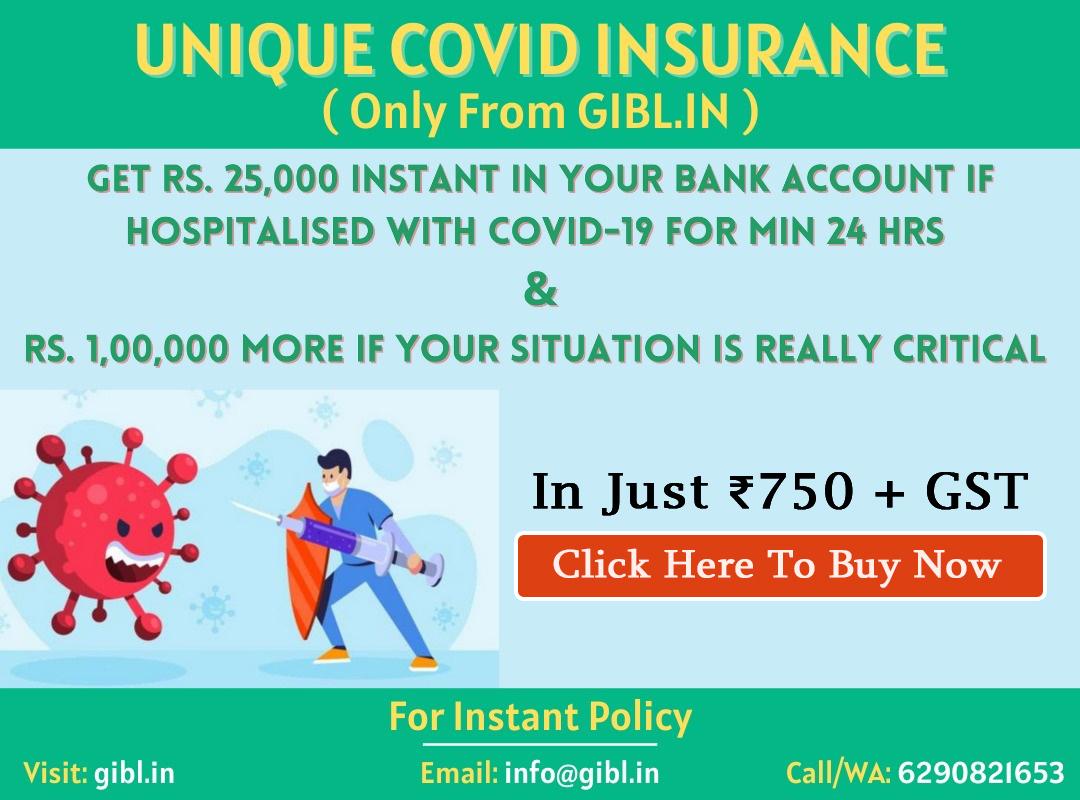 UNIQUE COVID INSURANCE
( Only From GIBL.IN )
GET RS. 25,000 INSTANT IN YOUR BANK ACCOUNT IF
HOSPITALISED WITH COVID-19 FOR MIN 24 HRS
&
RS. 1,00,000 MORE IF YOUR SITUATION IS REALLY CRITICAL
In Just ₹750 + GST
Click Here To Buy Now
For Instant Policy
Visit: gibl.in Email: info@gibl.in Call/WA: 6290821653